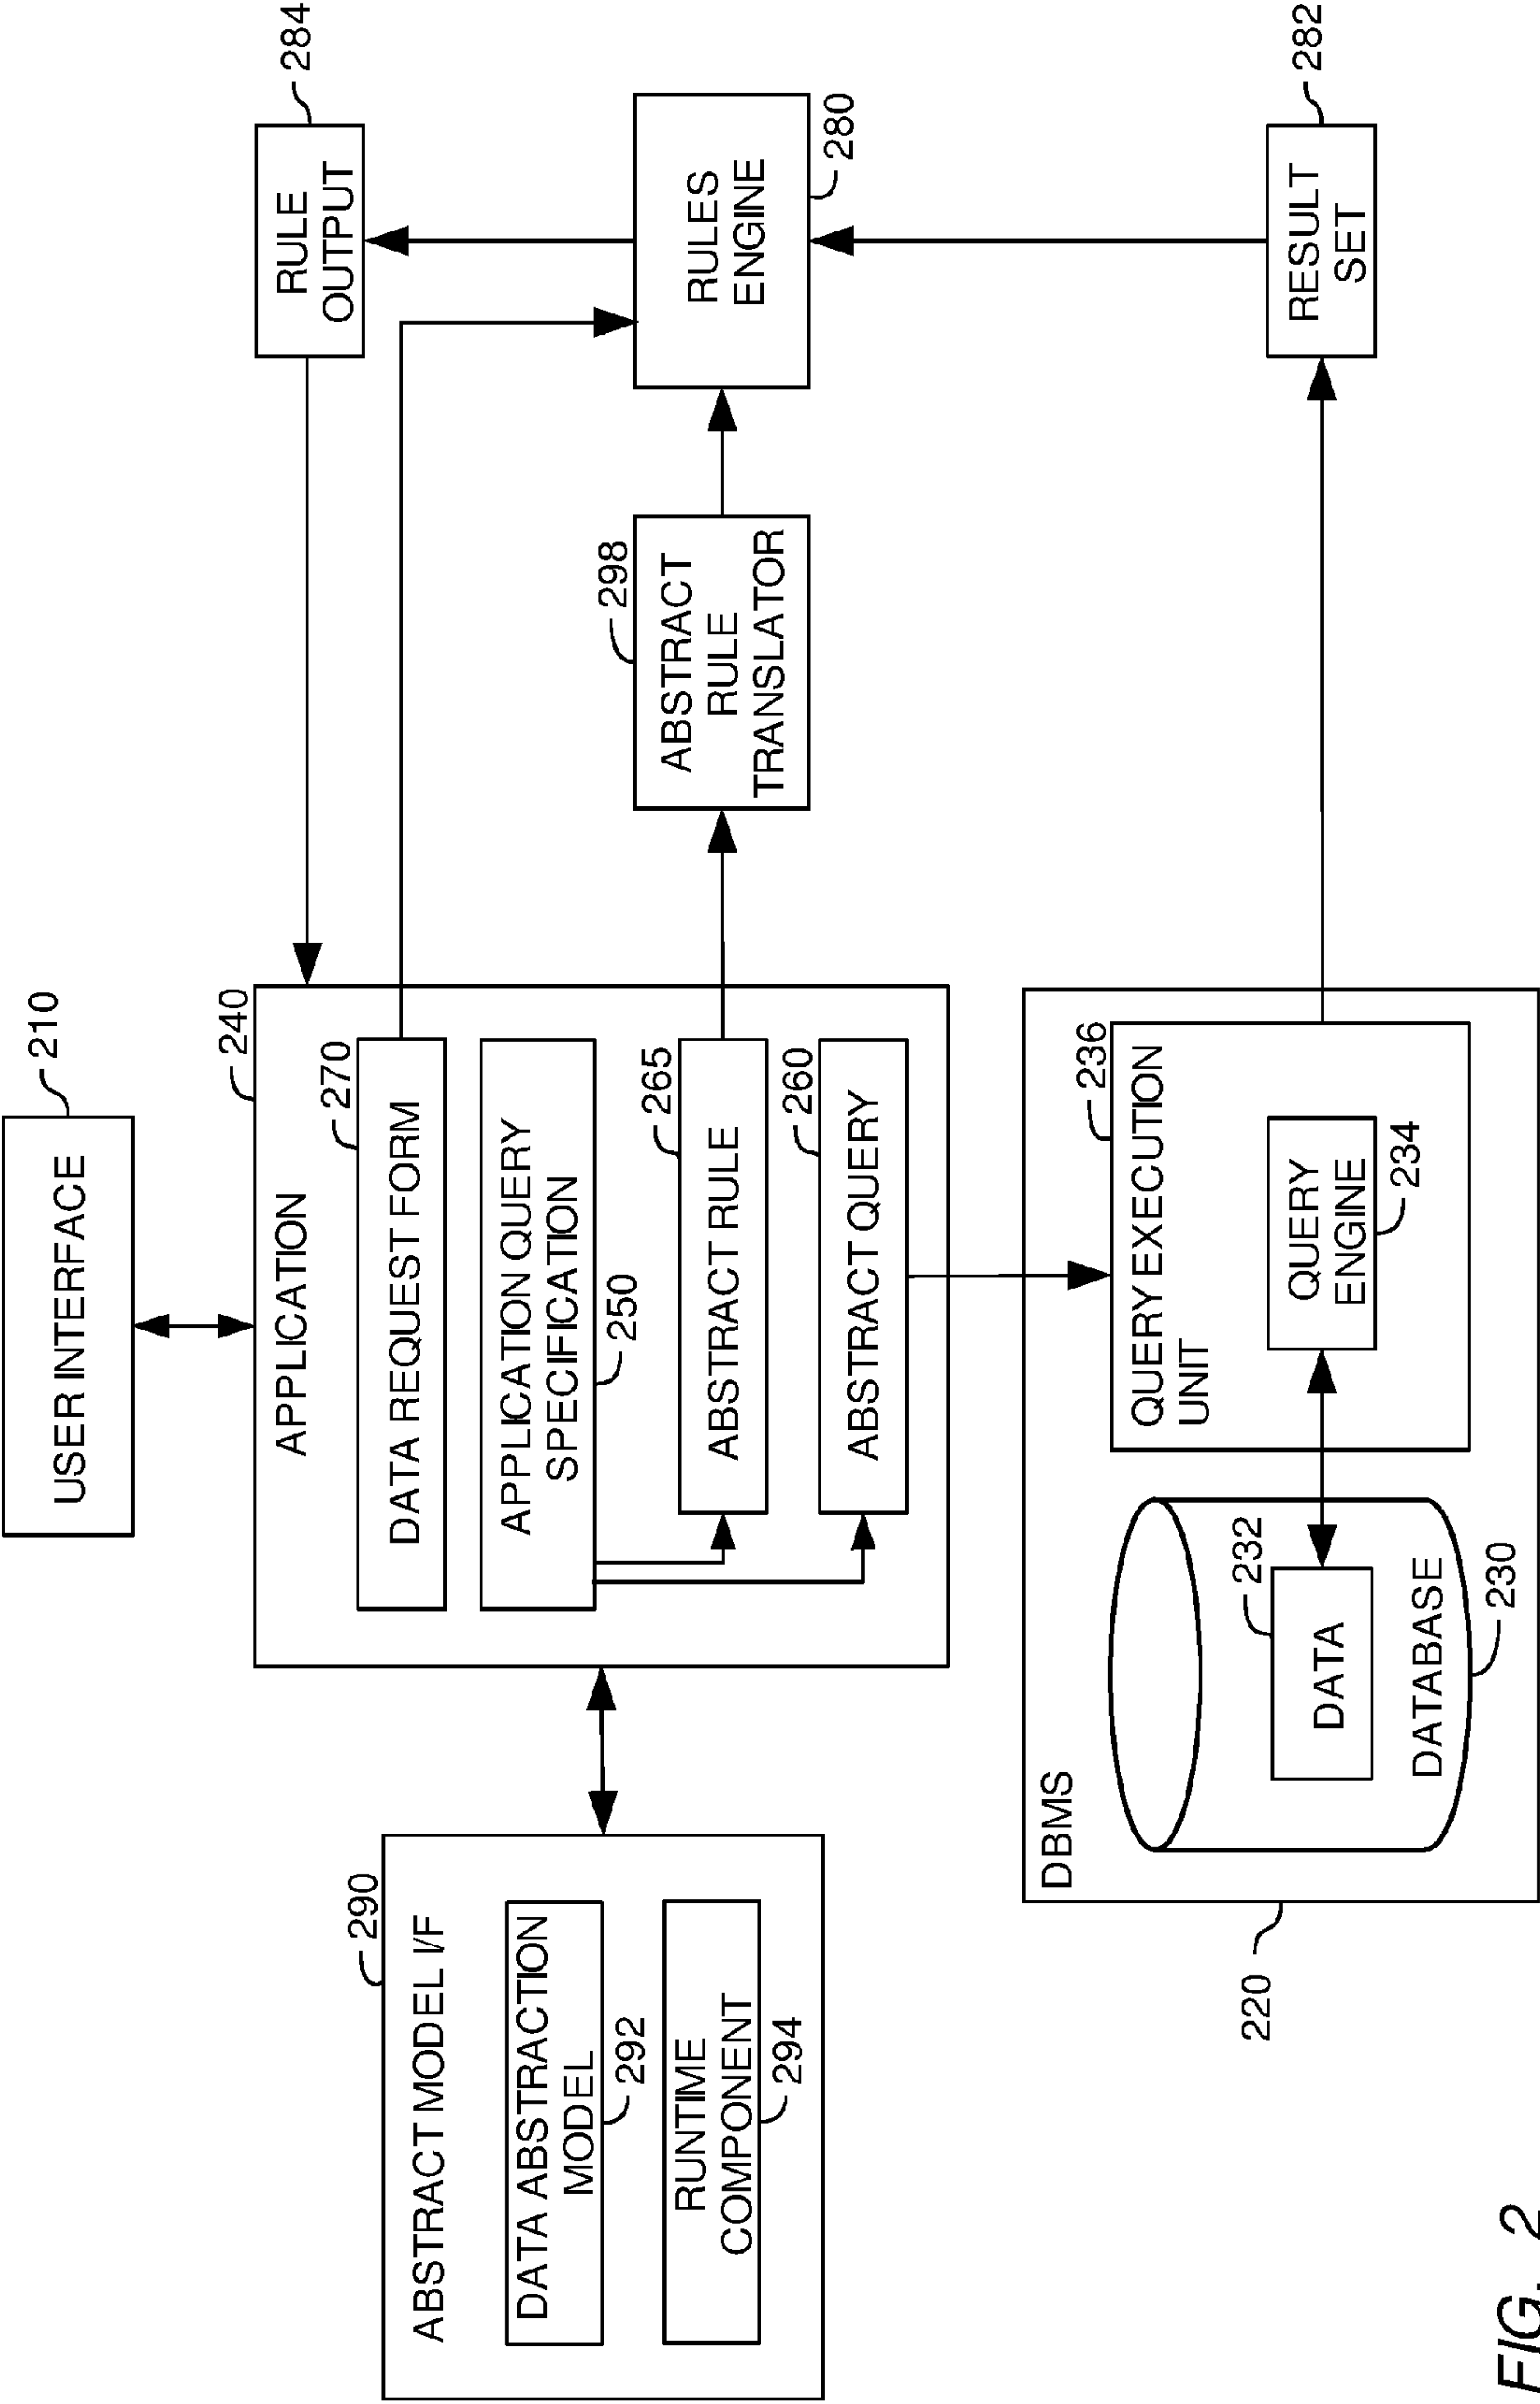 USER INTERFACE
210
240
APPLICATION
270
DATA REQUEST FORM
APPLICATION QUERY
SPECIFICATION
250
265
ABSTRACT RULE
260
ABSTRACT QUERY
RULE
OUTPUT
284
290
ABSTRACT MODEL I/F
DATA ABSTRACTION
MODEL
292
RUNTIME
COMPONENT
294
298
ABSTRACT
RULE
TRANSLATOR
RULES
ENGINE
280
DBMS
220
232
DATA
DATABASE
230
236
QUERY EXECUTION
UNIT
QUERY
ENGINE
234
RESULT
SET
282
FIG. 2